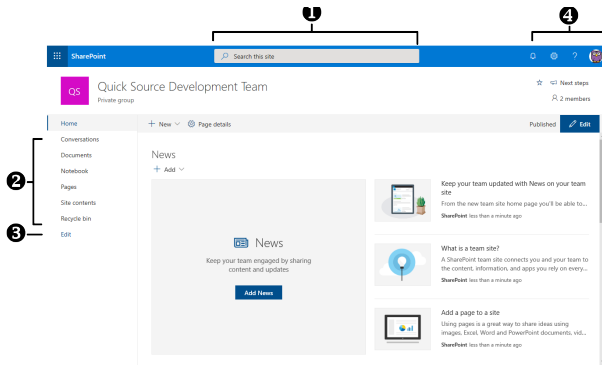 1
4
SharePoint
Search this site
?
QS
Quick Source Development Team
Private group
Next steps
2 members
Home
+ New
Page details
Published
Edit
2
Conversations
Documents
Notebook
Pages
Site contents
Recycle bin
3
Edit
News
+ Add
News
Keep your team engaged by sharing
content and updates
Add News
Keep your team updated with News on your team
site
From the new team site home page you'll be able to...
SharePoint less than a minute ago
What is a team site?
A SharePoint team site connects you and your team to
the content, information, and apps you rely on every...
SharePoint less than a minute ago
Add a page to a site
Using pages is a great way to share ideas using
images, Excel, Word and PowerPoint documents, vid...
SharePoint less than a minute ago